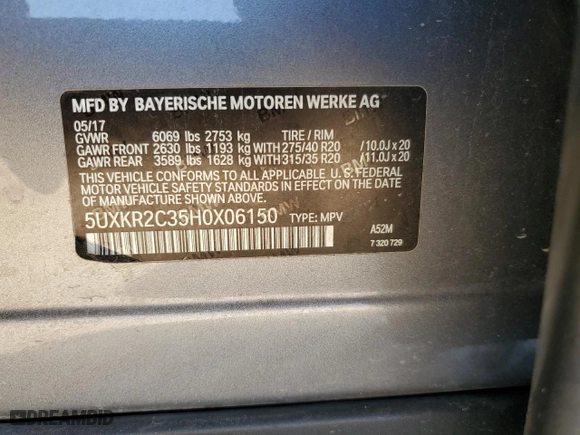 MFD BY BAYERISCHE MOTOREN WERKE AG
05/17
GVWR 6069 lbs 2753 kg TIRE / RIM
GAWR FRONT 2630 lbs 1193 kg WITH 275/40 R20 / 10.0J x 20
GAWR REAR 3589 lbs 1628 kg WITH 315/35 R20 / 11.0J x 20
THIS VEHICLE CONFORMS TO ALL APPLICABLE U.S. FEDERAL
MOTOR VEHICLE SAFETY STANDARDS IN EFFECT ON THE
DATE OF MANUFACTURE SHOWN ABOVE.
5UXKR2C35H0X06150 TYPE: MPV
A52M
7 320 729
DREAMBID